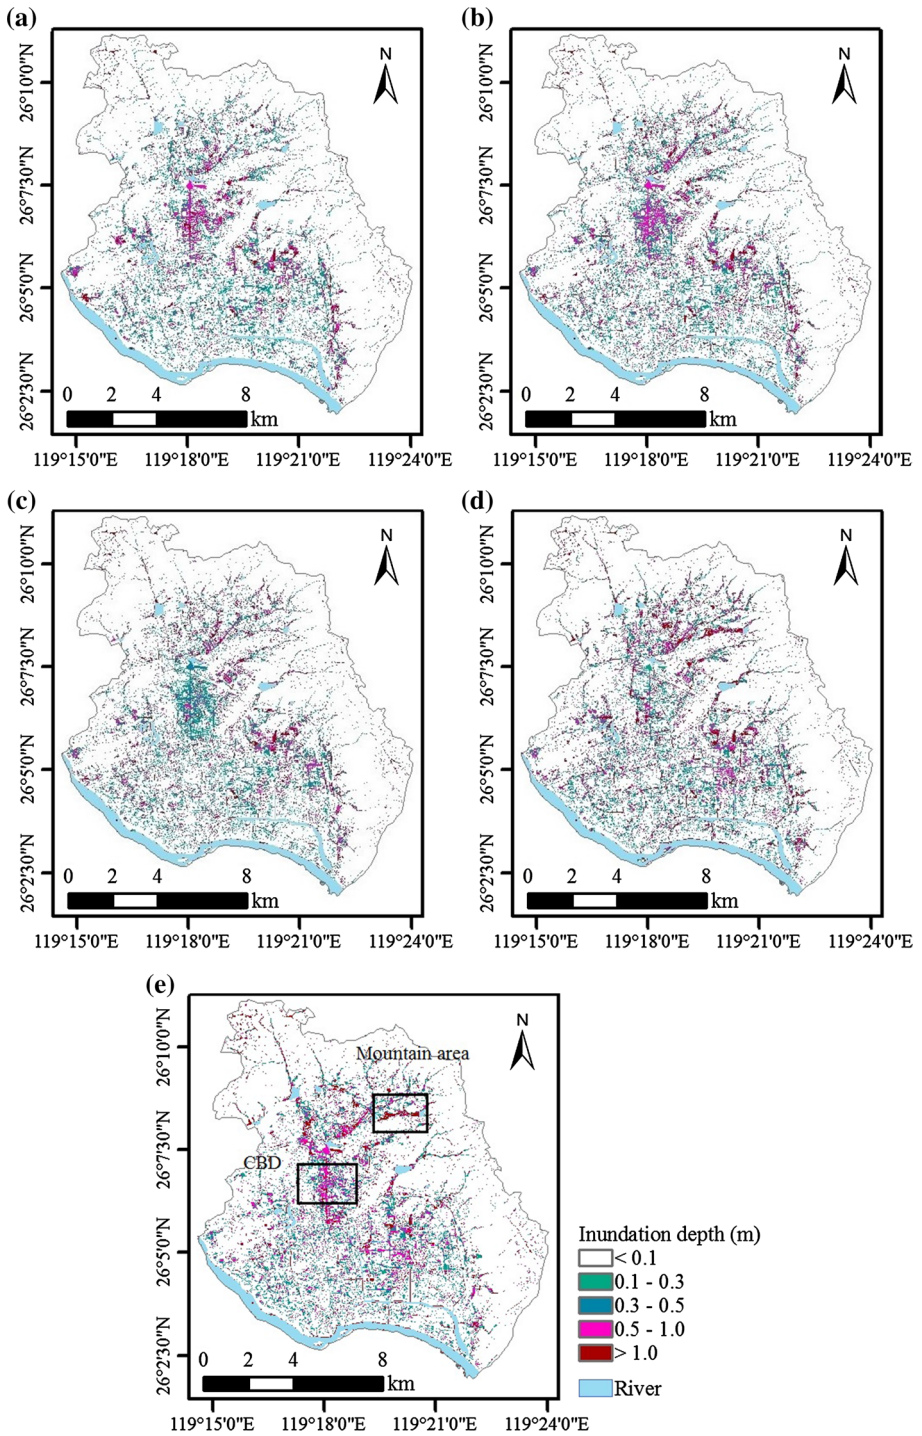 (a)
(b)
N
N
26°10'0"N
26°7'30"N
26°5'0"N
26°2'30"N
26°10'0"N
26°7'30"N
26°5'0"N
26°2'30"N
0 2 4 8
km
0 2 4 8
km
119°15'0"E 119°18'0"E 119°21'0"E 119°24'0"E
119°15'0"E 119°18'0"E 119°21'0"E 119°24'0"E
(c)
(d)
N
N
26°10'0"N
26°7'30"N
26°5'0"N
26°2'30"N
26°10'0"N
26°7'30"N
26°5'0"N
26°2'30"N
0 2 4 8
km
0 2 4 8
km
119°15'0"E 119°18'0"E 119°21'0"E 119°24'0"E
119°15'0"E 119°18'0"E 119°21'0"E 119°24'0"E
(e)
N
Mountain area
CBD
26°10'0"N
26°7'30"N
26°5'0"N
26°2'30"N
0 2 4 8
km
119°15'0"E 119°18'0"E 119°21'0"E 119°24'0"E
Inundation depth (m)
< 0.1
0.1 - 0.3
0.3 - 0.5
0.5 - 1.0
> 1.0
River